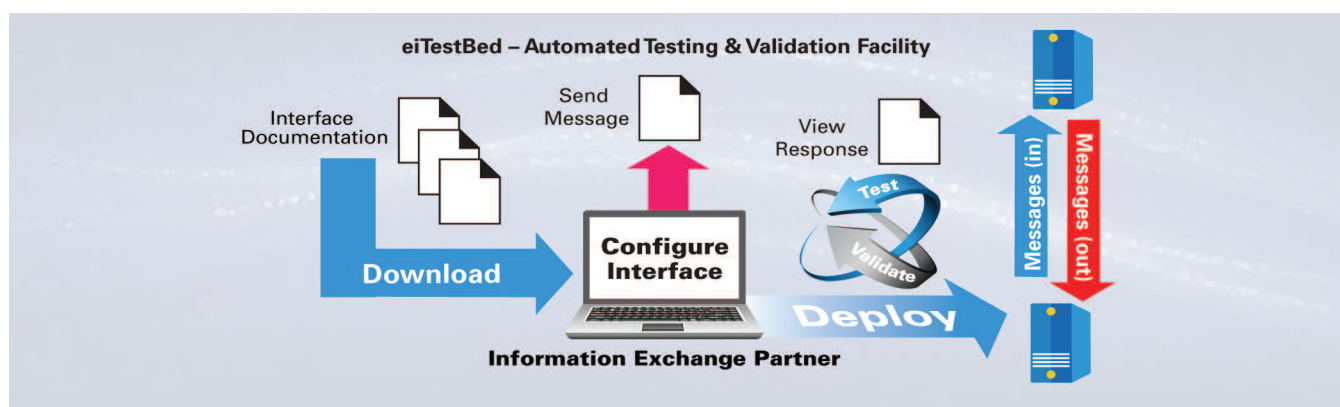 eiTestBed – Automated Testing & Validation Facility
Interface
Documentation
Send
Message
View
Response
Download
Configure
Interface
Test
Validate
Deploy
Messages (in)
Messages (out)
Information Exchange Partner